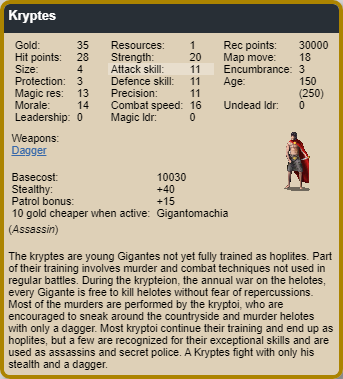 Kryptes
Gold: 35 Resources: 1 Rec points: 30000
Hit points: 28 Strength: 20 Map move: 18
Size: 4 Attack skill: 11 Encumbrance: 3
Protection: 3 Defence skill: 11 Age: 150
Magic res: 13 Precision: 11 (250)
Morale: 14 Combat speed: 16 Undead ldr: 0
Leadership: 0 Magic ldr: 0
Weapons:
Dagger
Basecost: 10030
Stealthy: +40
Patrol bonus: +15
10 gold cheaper when active: Gigantomachia
(Assassin)
The kryptes are young Gigantes not yet fully trained as hoplites. Part
of their training involves murder and combat techniques not used in
regular battles. During the krypteion, the annual war on the helotes,
every Gigante is free to kill helotes without fear of repercussions.
Most of the murders are performed by the kryptoi, who are
encouraged to sneak around the countryside and murder helotes
with only a dagger. Most kryptoi continue their training and end up as
hoplites, but a few are recognized for their exceptional skills and are
used as assassins and secret police. A Kryptes fight with only his
stealth and a dagger.